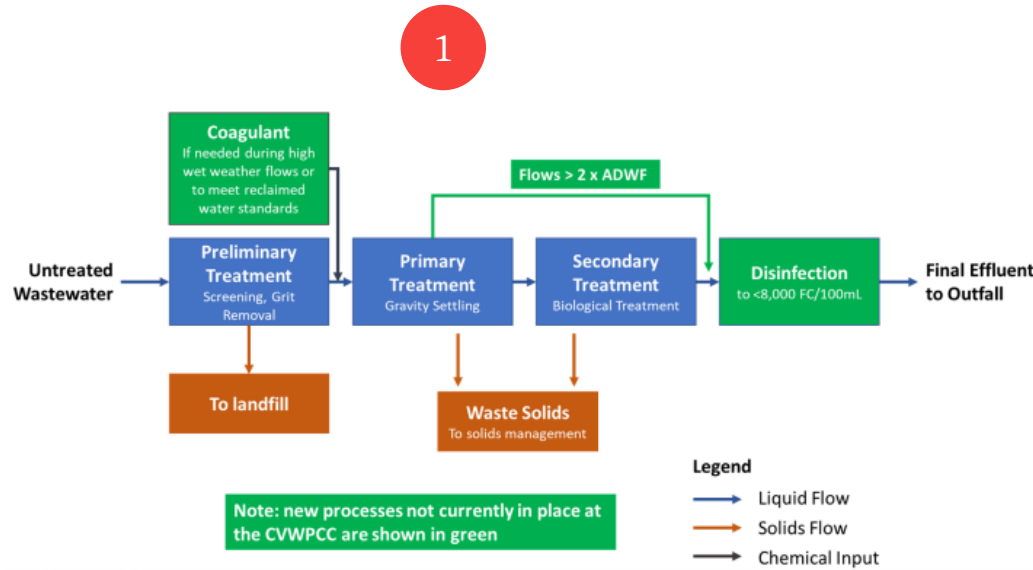 1
Coagulant
If needed during high
wet weather flows or
to meet reclaimed
water standards
Flows > 2 x ADWF
Untreated
Wastewater
Preliminary
Treatment
Screening, Grit
Removal
Primary
Treatment
Gravity Settling
Secondary
Treatment
Biological Treatment
Disinfection
to <8,000 FC/100mL
Final Effluent
to Outfall
To landfill
Waste Solids
To solids management
Legend
Liquid Flow
Solids Flow
Chemical Input
Note: new processes not currently in place at
the CVWPCC are shown in green